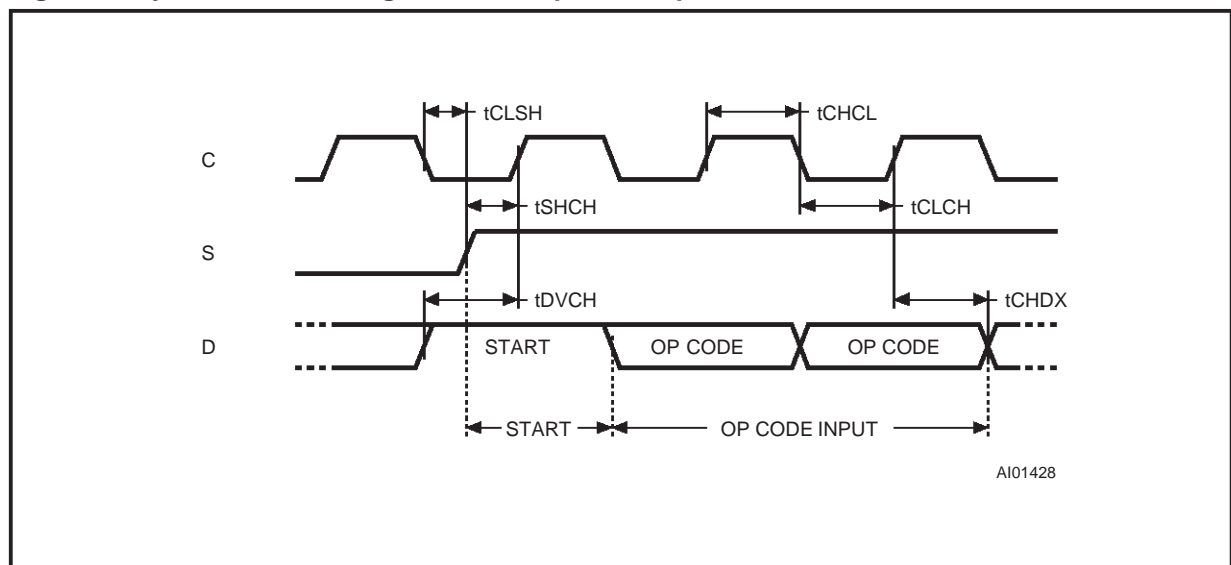 tCLSH
tCHCL
C
tSHCH
tCLCH
S
tDVCH
tCHDX
D
START
OP CODE
OP CODE
START
OP CODE INPUT
AI01428